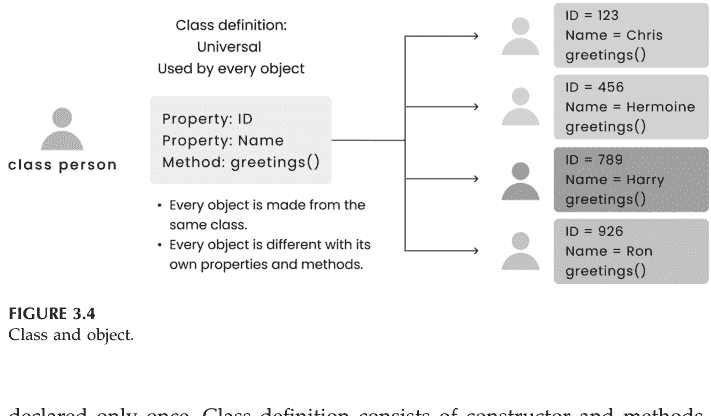 Class definition:
Universal
Used by every object
class person
Property: ID
Property: Name
Method: greetings()
• Every object is made from the
same class.
• Every object is different with its
own properties and methods.
ID = 123
Name = Chris
greetings()
ID = 456
Name = Hermoine
greetings()
ID = 789
Name = Harry
greetings()
ID = 926
Name = Ron
greetings()
FIGURE 3.4
Class and object.
declared only once. Class definition consists of constructor and methods